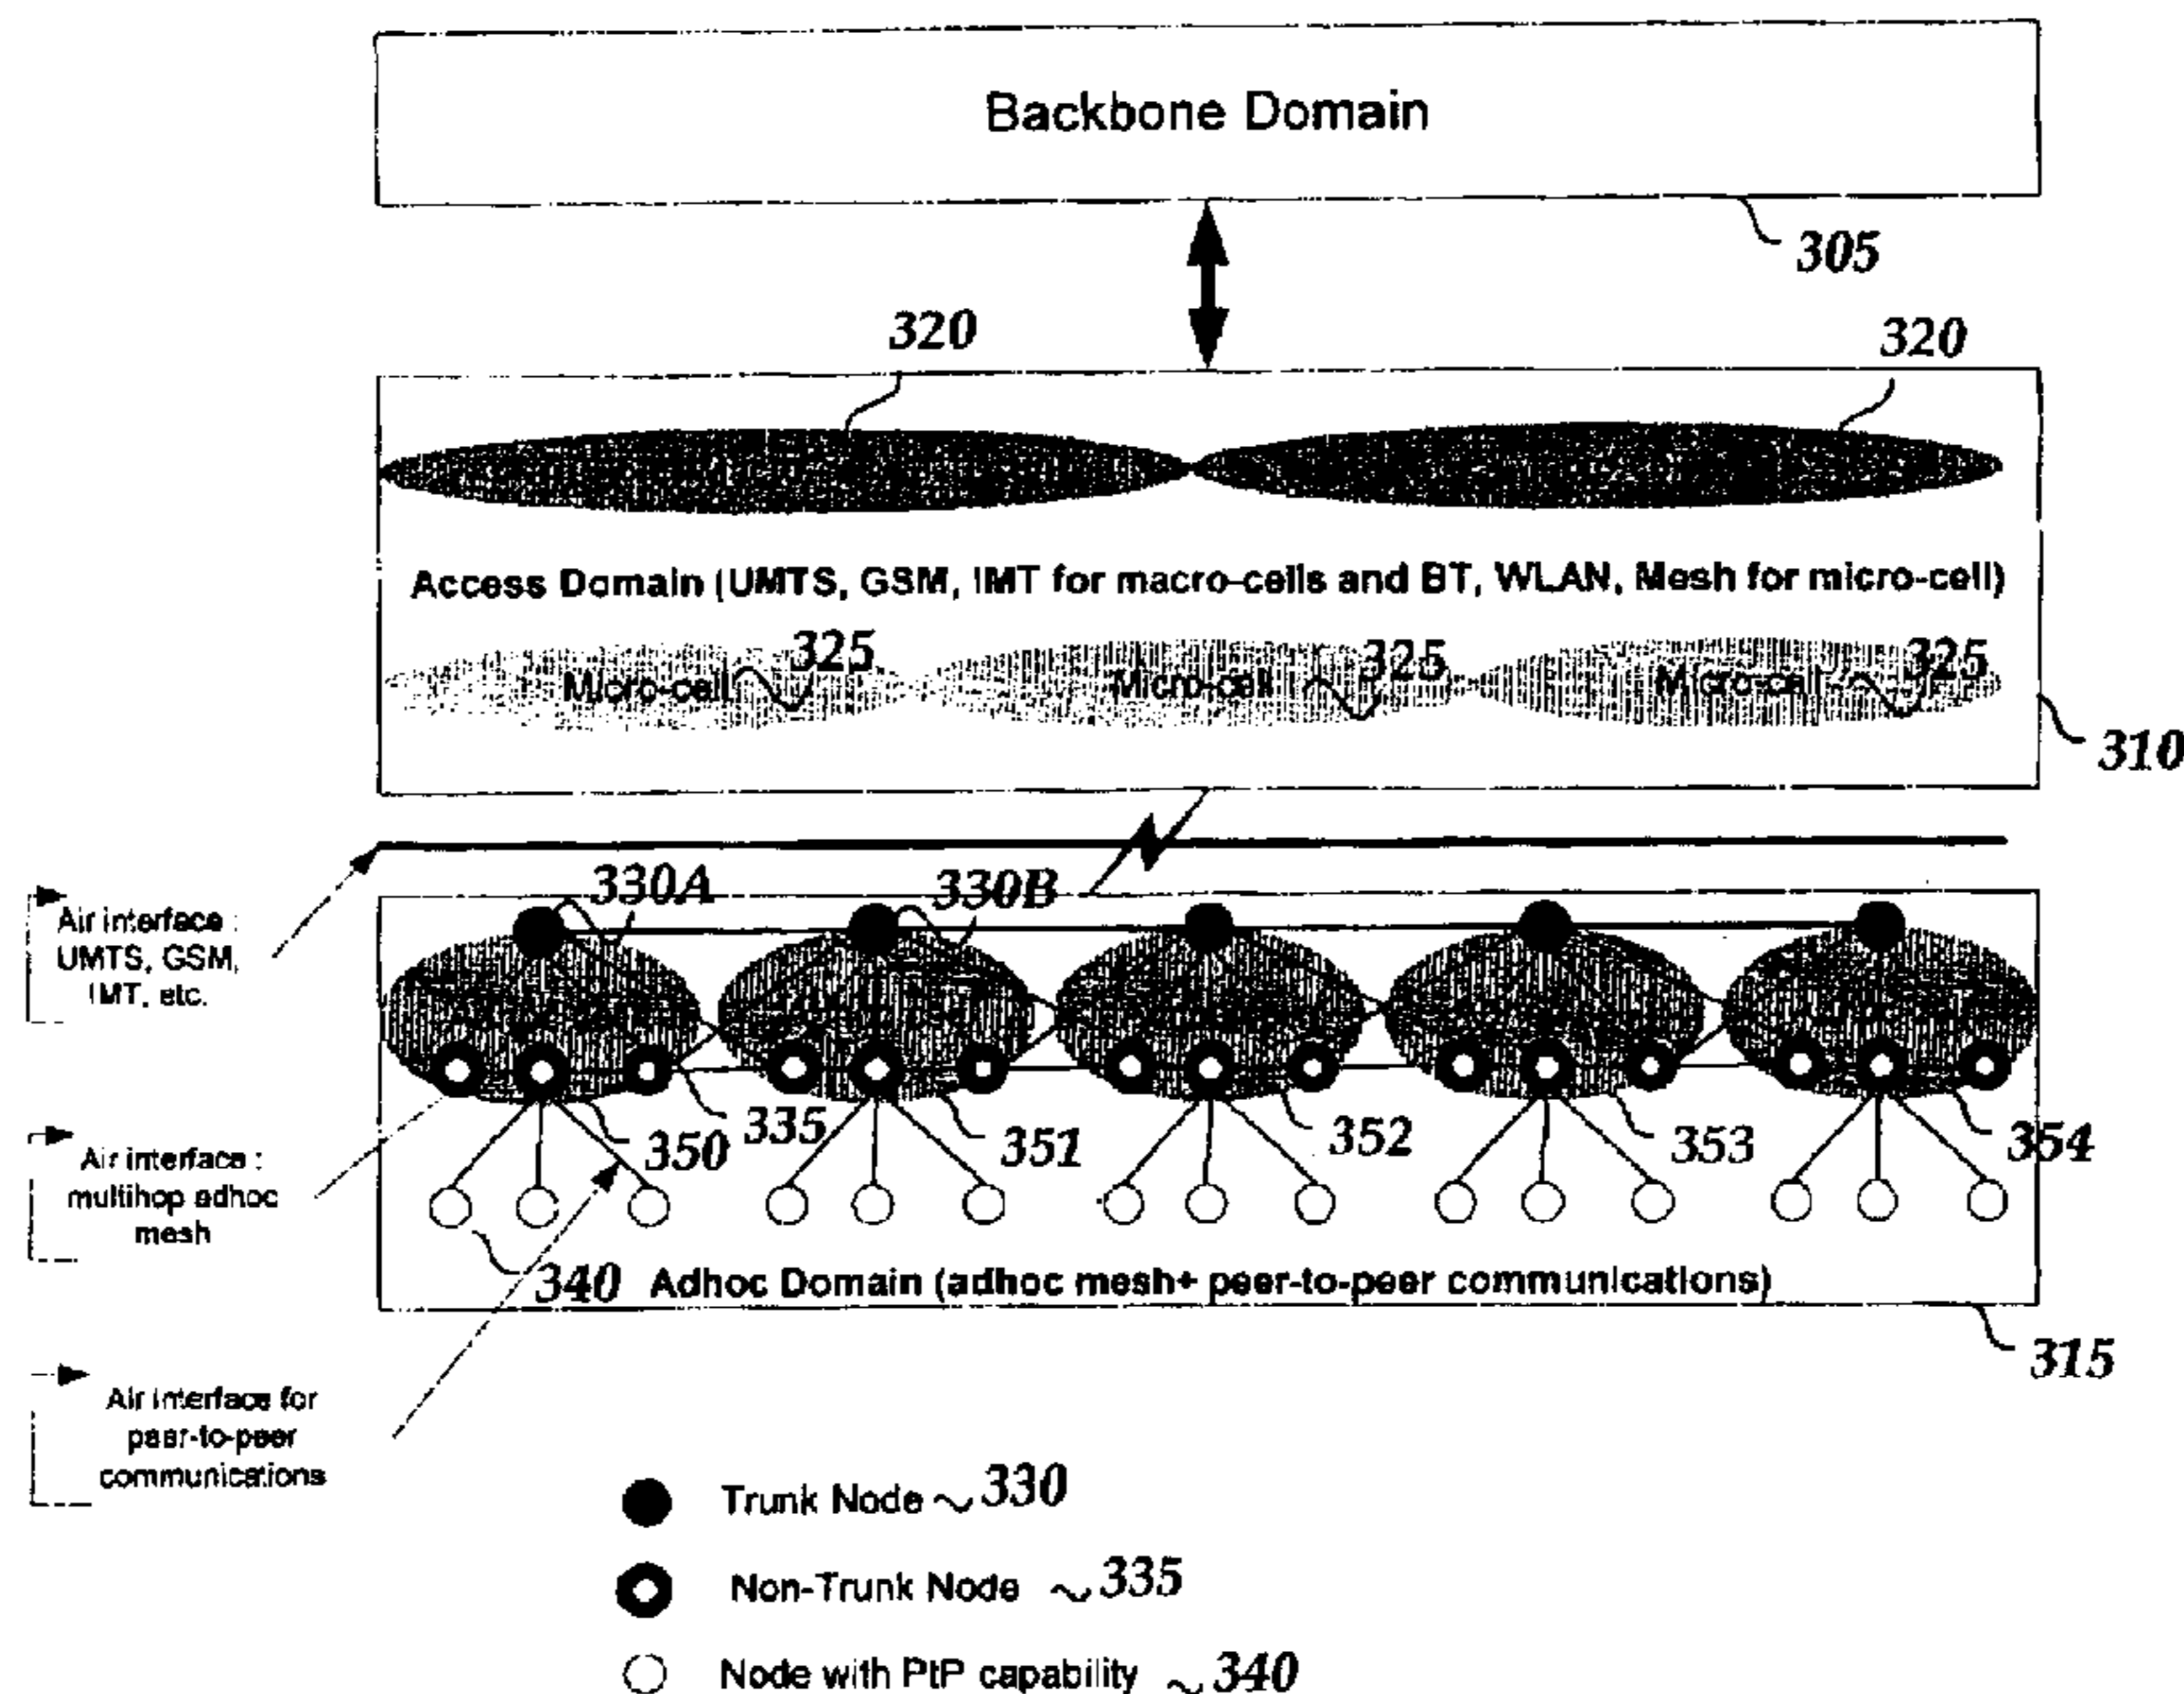 Backbone Domain
305
320
320
Access Domain (UMTS, GSM, IMT for macro-cells and BT, WLAN, Mesh for micro-cell)
325
325
325
Micro-cell
Micro-cell
Micro-cell
310
330A
330B
Air interface :
UMTS, GSM,
IMT, etc.
335
350
351
352
353
354
Air interface :
multihop adhoc
mesh
340
Adhoc Domain (adhoc mesh+ peer-to-peer communications)
315
Air interface for
peer-to-peer
communications
Trunk Node ~ 330
Non-Trunk Node ~ 335
Node with PtP capability ~ 340